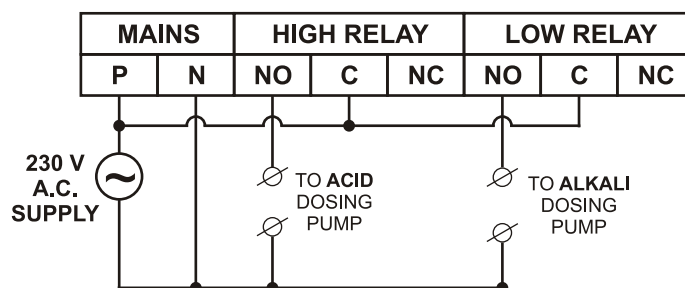 MAINS HIGH RELAY LOW RELAY
P N NO C NC NO C NC
230 V
A.C.
SUPPLY
TO ACID
DOSING
PUMP
TO ALKALI
DOSING
PUMP